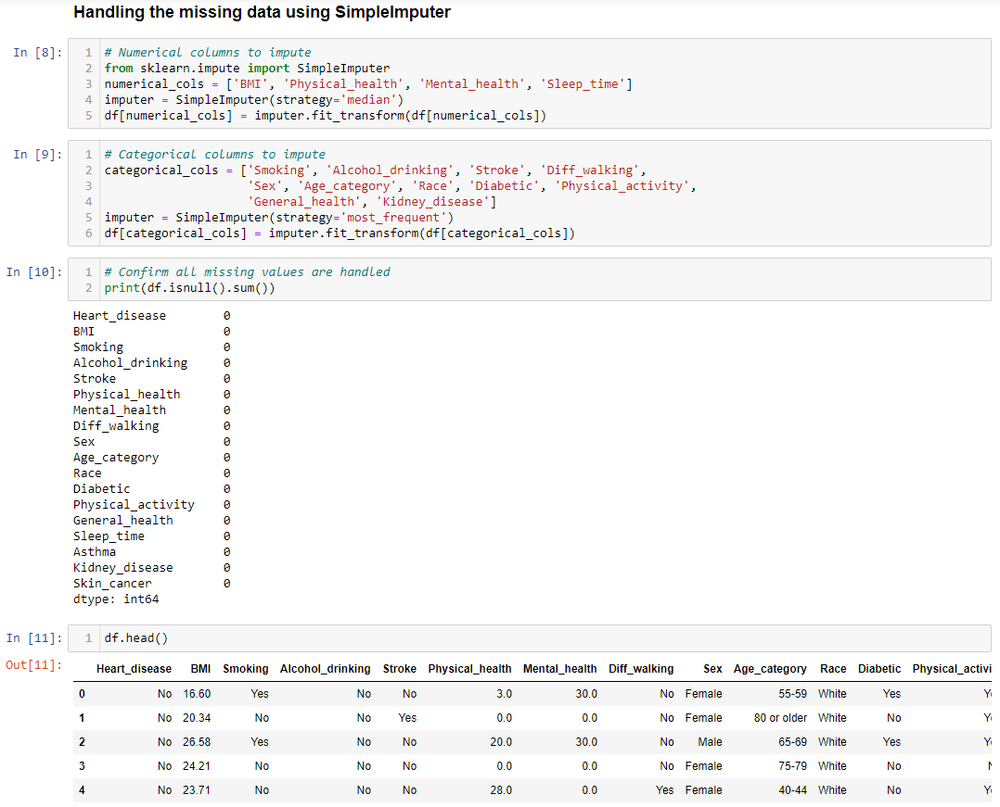 Handling the missing data using SimpleImputer
In [8]:
1 # Numerical columns to impute
2 from sklearn.impute import SimpleImputer
3 numerical_cols = ['BMI', 'Physical_health', 'Mental_health', 'Sleep_time']
4 imputer = SimpleImputer(strategy='median')
5 df[numerical_cols] = imputer.fit_transform(df[numerical_cols])
In [9]:
1 # Categorical columns to impute
2 categorical_cols = ['Smoking', 'Alcohol_drinking', 'Stroke', 'Diff_walking',
3 'Sex', 'Age_category', 'Race', 'Diabetic', 'Physical_activity',
4 'General_health', 'Kidney_disease']
5 imputer = SimpleImputer(strategy='most_frequent')
6 df[categorical_cols] = imputer.fit_transform(df[categorical_cols])
In [10]:
1 # Confirm all missing values are handled
2 print(df.isnull().sum())
Heart_disease 0
BMI 0
Smoking 0
Alcohol_drinking 0
Stroke 0
Physical_health 0
Mental_health 0
Diff_walking 0
Sex 0
Age_category 0
Race 0
Diabetic 0
Physical_activity 0
General_health 0
Sleep_time 0
Asthma 0
Kidney_disease 0
Skin_cancer 0
dtype: int64
In [11]:
1 df.head()
Out[11]:
Heart_disease BMI Smoking Alcohol_drinking Stroke Physical_health Mental_health Diff_walking Sex Age_category Race Diabetic Physical_activi
0 No 16.60 Yes No No 3.0 30.0 No Female 55-59 White Yes
1 No 20.34 No No Yes 0.0 0.0 No Female 80 or older White No
2 No 26.58 Yes No No 20.0 30.0 No Male 65-69 White Yes
3 No 24.21 No No No 0.0 0.0 No Female 75-79 White No
4 No 23.71 No No No 28.0 0.0 Yes Female 40-44 White No